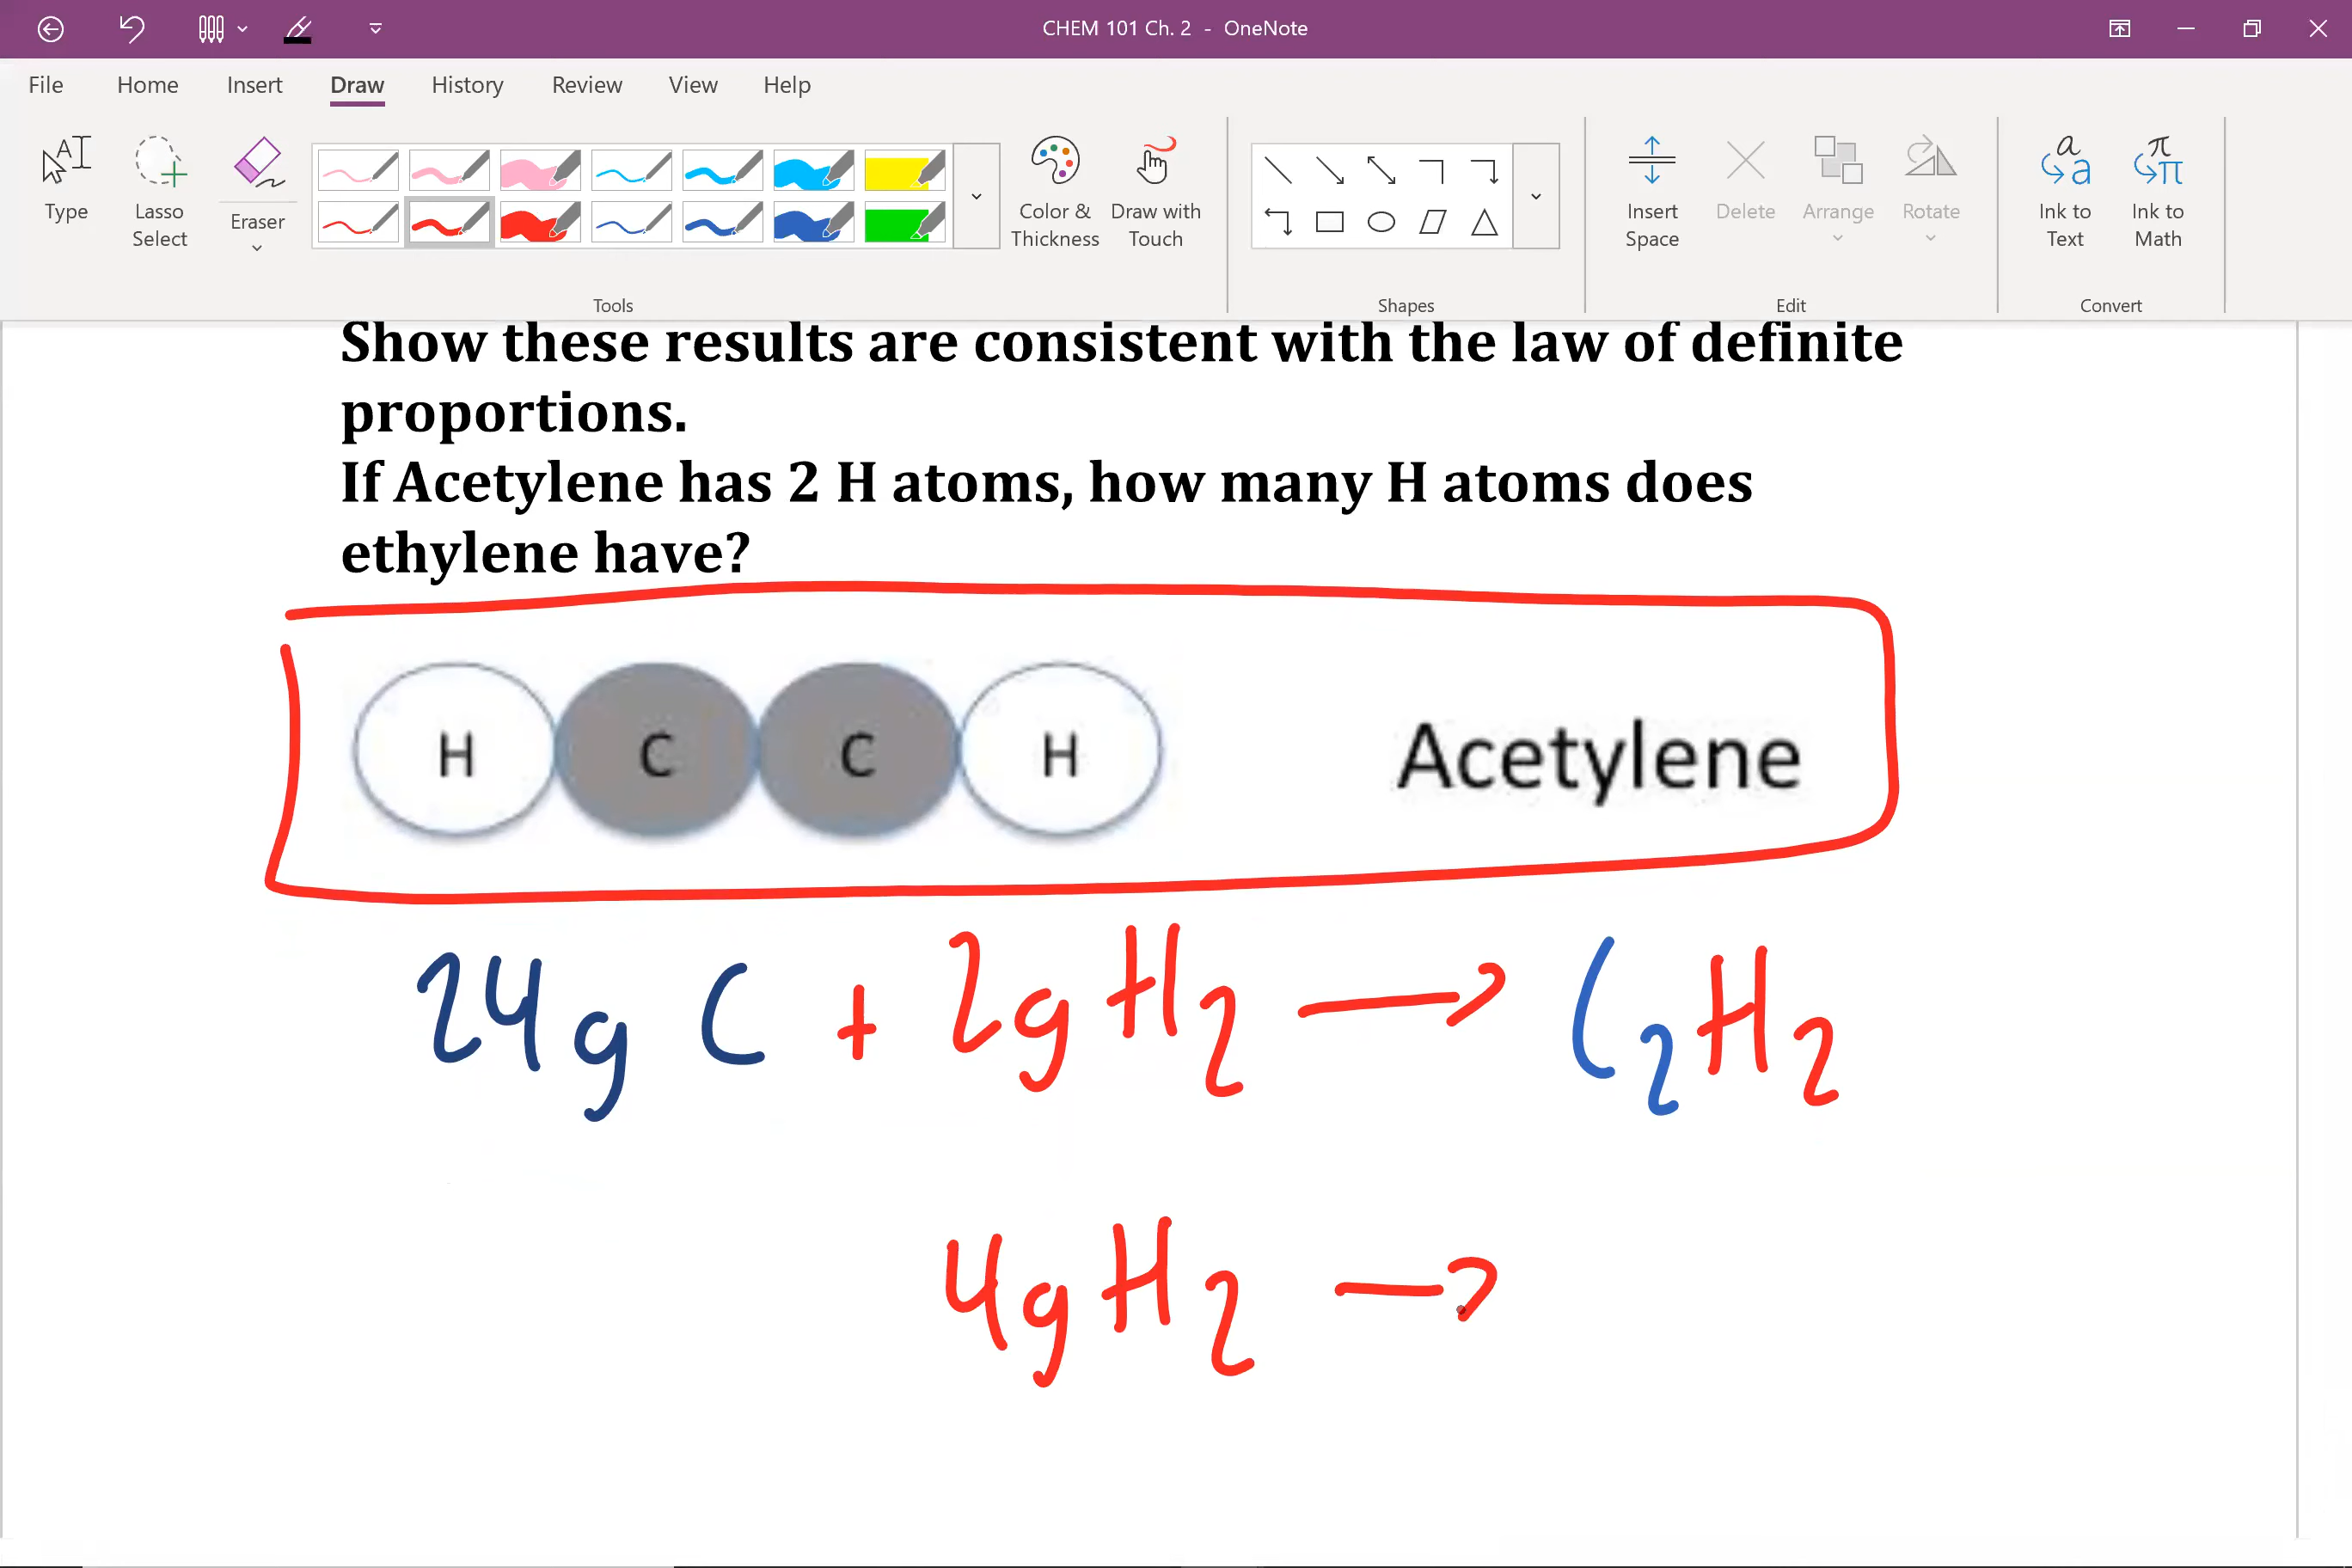 CHEM 101 Ch. 2 - OneNote
File Home Insert Draw History Review View Help
Type
Lasso Select
Eraser
Color & Thickness
Draw with Touch
Insert Space
Delete
Arrange
Rotate
Ink to Text
Ink to Math
Tools Shapes Edit Convert
Show these results are consistent with the law of definite
proportions.
If Acetylene has 2 H atoms, how many H atoms does
ethylene have?
H C C H Acetylene
24g C + 2g H2 → C2H2
4g H2 →